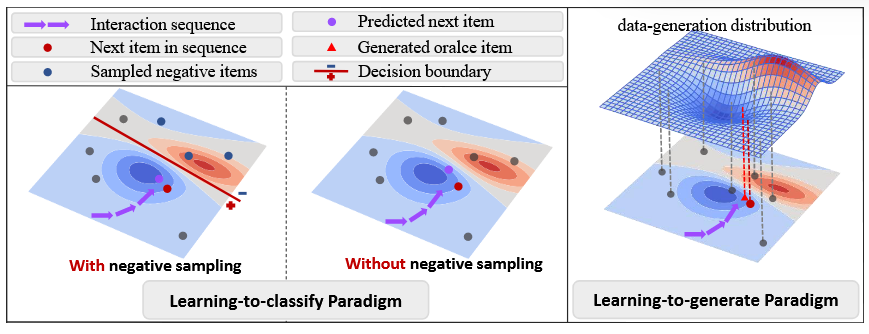 Interaction sequence
Predicted next item
Next item in sequence
Generated oralce item
Sampled negative items
Decision boundary
With negative sampling
Without negative sampling
Learning-to-classify Paradigm
data-generation distribution
Learning-to-generate Paradigm